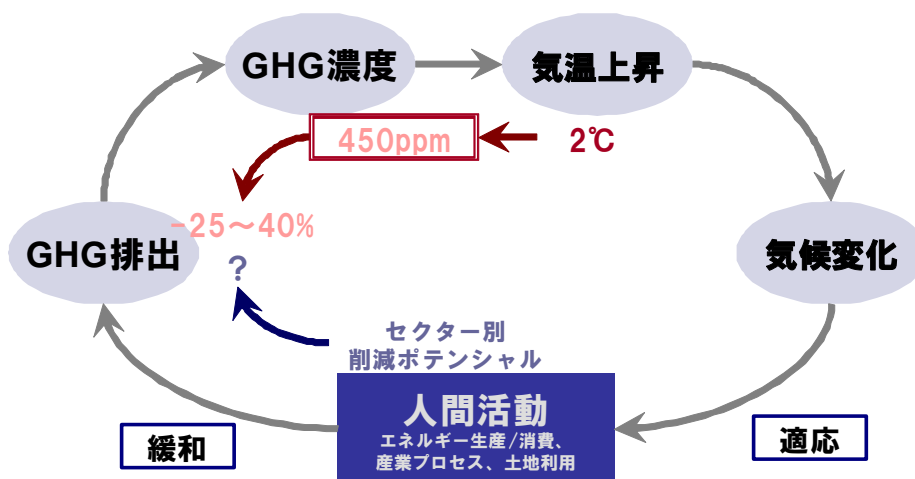 GHG濃度
気温上昇
450ppm
2℃
-25～40%
GHG排出
?
気候変化
セクター別
削減ポテンシャル
人間活動
エネルギー生産/消費、
産業プロセス、土地利用
緩和
適応